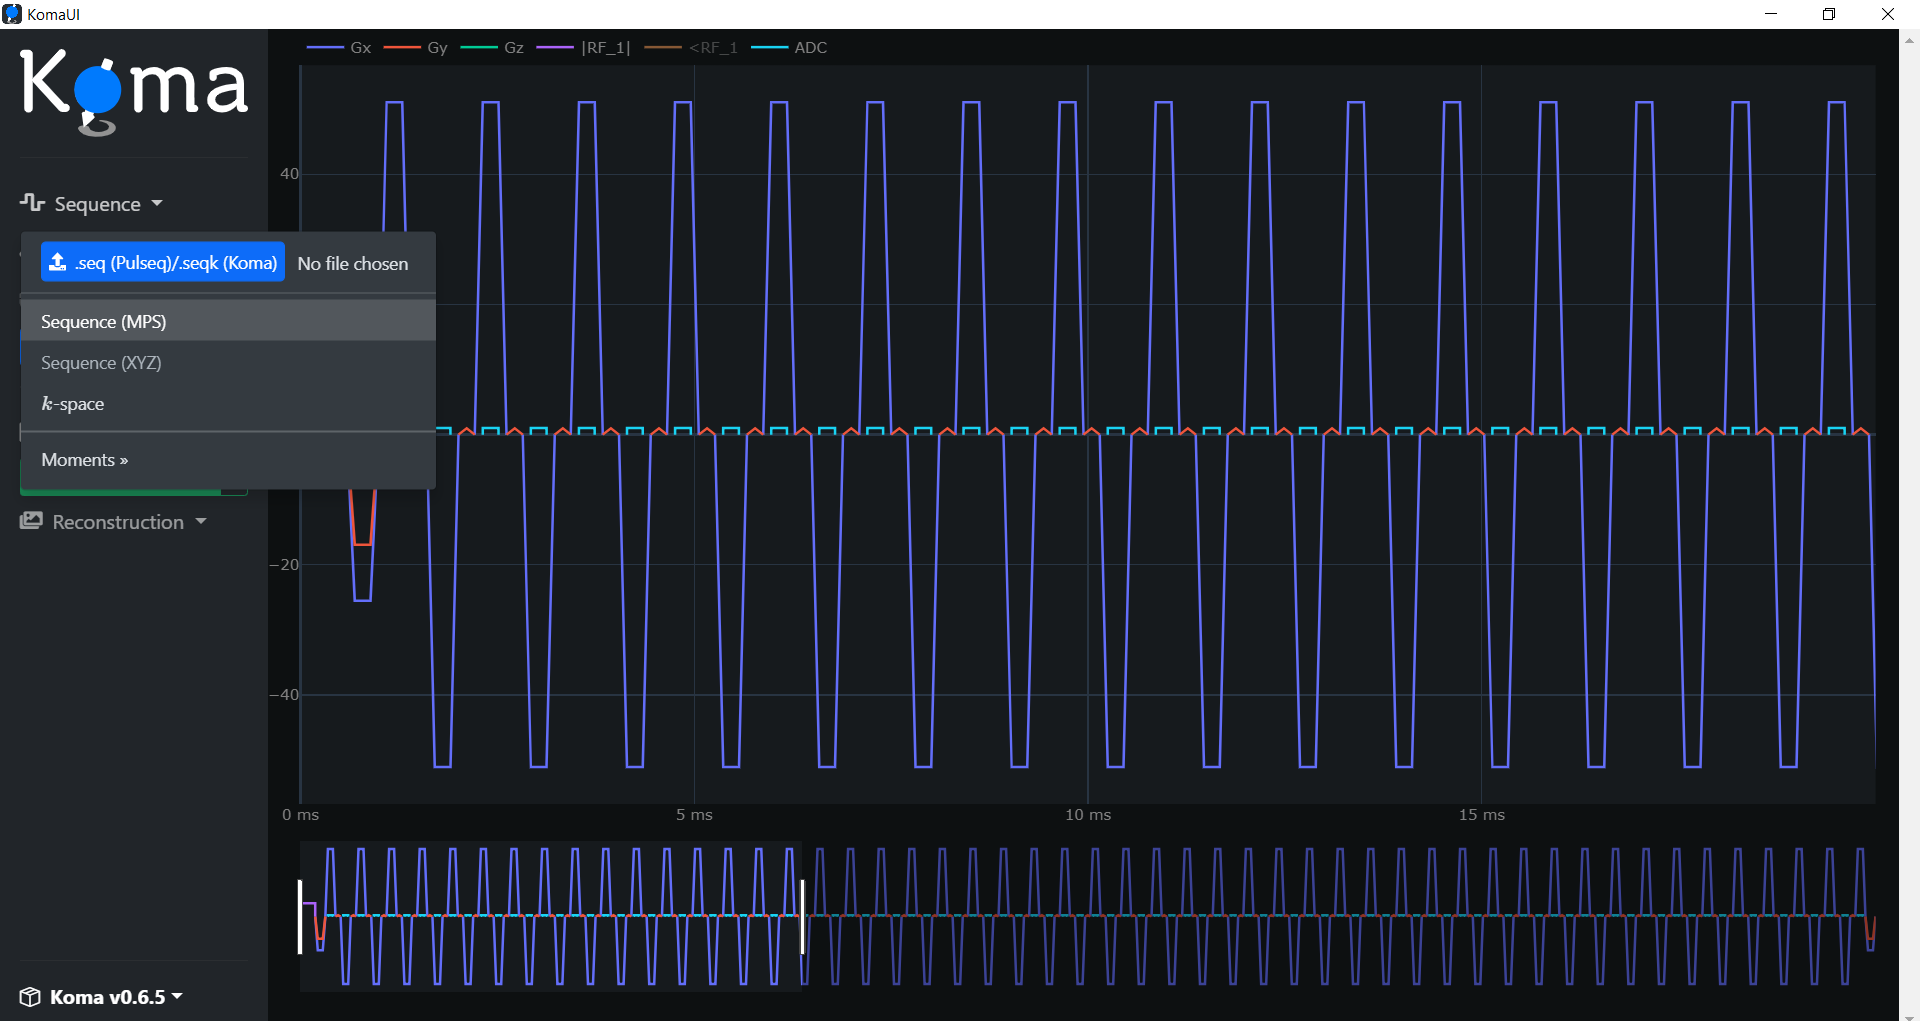 KomaUI
Koma
Sequence
.seq (Pulseq)/.seqk (Koma) No file chosen
Sequence (MPS)
Sequence (XYZ)
k-space
Moments »
Reconstruction
Koma v0.6.5
Gx Gy Gz |RF_1| <RF_1 ADC
40
−20
−40
0 ms 5 ms 10 ms 15 ms